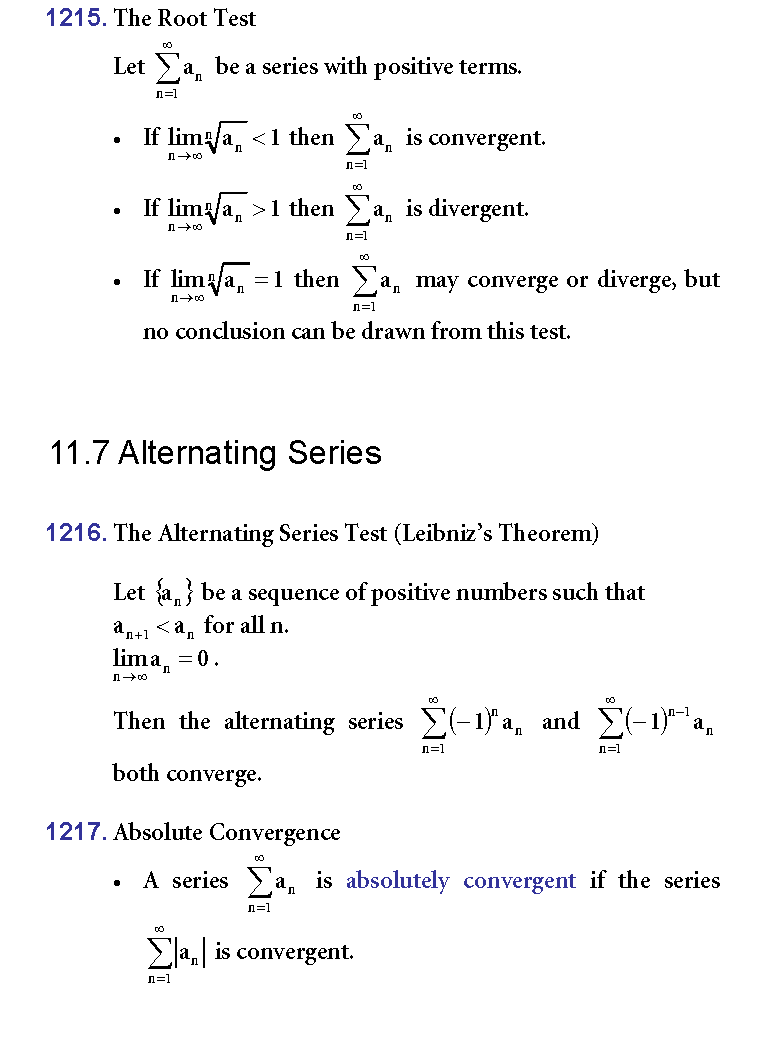 1215. The Root Test
Let $\sum_{n=1}^{\infty} a_n$ be a series with positive terms.
• If $\lim_{n\to\infty} \sqrt[n]{a_n} < 1$ then $\sum_{n=1}^{\infty} a_n$ is convergent.
• If $\lim_{n\to\infty} \sqrt[n]{a_n} > 1$ then $\sum_{n=1}^{\infty} a_n$ is divergent.
• If $\lim_{n\to\infty} \sqrt[n]{a_n} = 1$ then $\sum_{n=1}^{\infty} a_n$ may converge or diverge, but
no conclusion can be drawn from this test.
11.7 Alternating Series
1216. The Alternating Series Test (Leibniz’s Theorem)
Let $\{a_n\}$ be a sequence of positive numbers such that
$a_{n+1} < a_n$ for all n.
$\lim_{n\to\infty} a_n = 0$.
Then the alternating series $\sum_{n=1}^{\infty} (-1)^n a_n$ and $\sum_{n=1}^{\infty} (-1)^{n-1} a_n$
both converge.
1217. Absolute Convergence
• A series $\sum_{n=1}^{\infty} a_n$ is absolutely convergent if the series
$\sum_{n=1}^{\infty} |a_n|$ is convergent.